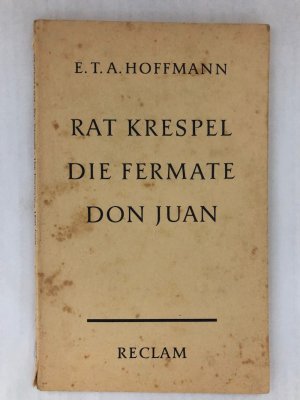 E. T. A. HOFFMANN
RAT KRESPEL
DIE FERMATE
DON JUAN
RECLAM